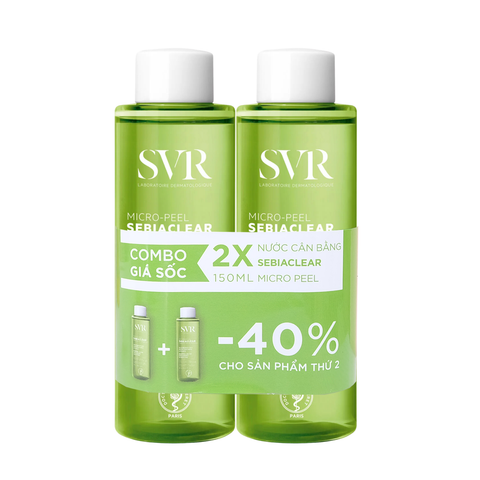 SVR
LABORATOIRE DERMATOLOGIQUE
MICRO-PEEL
SEBIACLEAR
SVR
LABORATOIRE DERMATOLOGIQUE
MICRO-PEEL
SEBIACLEAR
COMBO
GIÁ SỐC
2X
NƯỚC CÂN BẰNG
SEBIACLEAR
150ML MICRO PEEL
+
-40%
CHO SẢN PHẨM THỨ 2
PARIS
PARIS